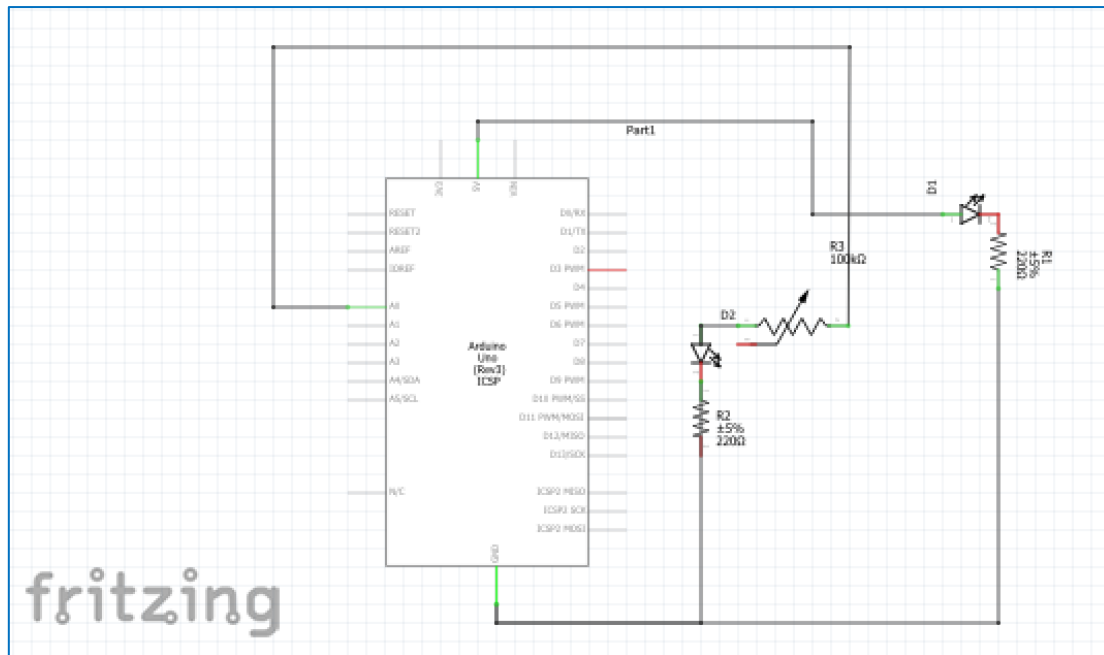 Part1
3V3
5V
VIN
RESET
RESET2
AREF
IOREF
A0
A1
A2
A3
A4/SDA
A5/SCL
N/C
D0/RX
D1/TX
D2
D3 PWM
D4
D5 PWM
D6 PWM
D7
D8
D9 PWM
D10 PWM/SS
D11 PWM/MOSI
D12/MISO
D13/SCK
ICSP2 MISO
ICSP2 SCK
ICSP2 MOSI
Arduino
Uno
(Rev3)
ICSP
GND
D1
R1
±5%
220Ω
R3
100kΩ
D2
R2
±5%
220Ω
fritzing